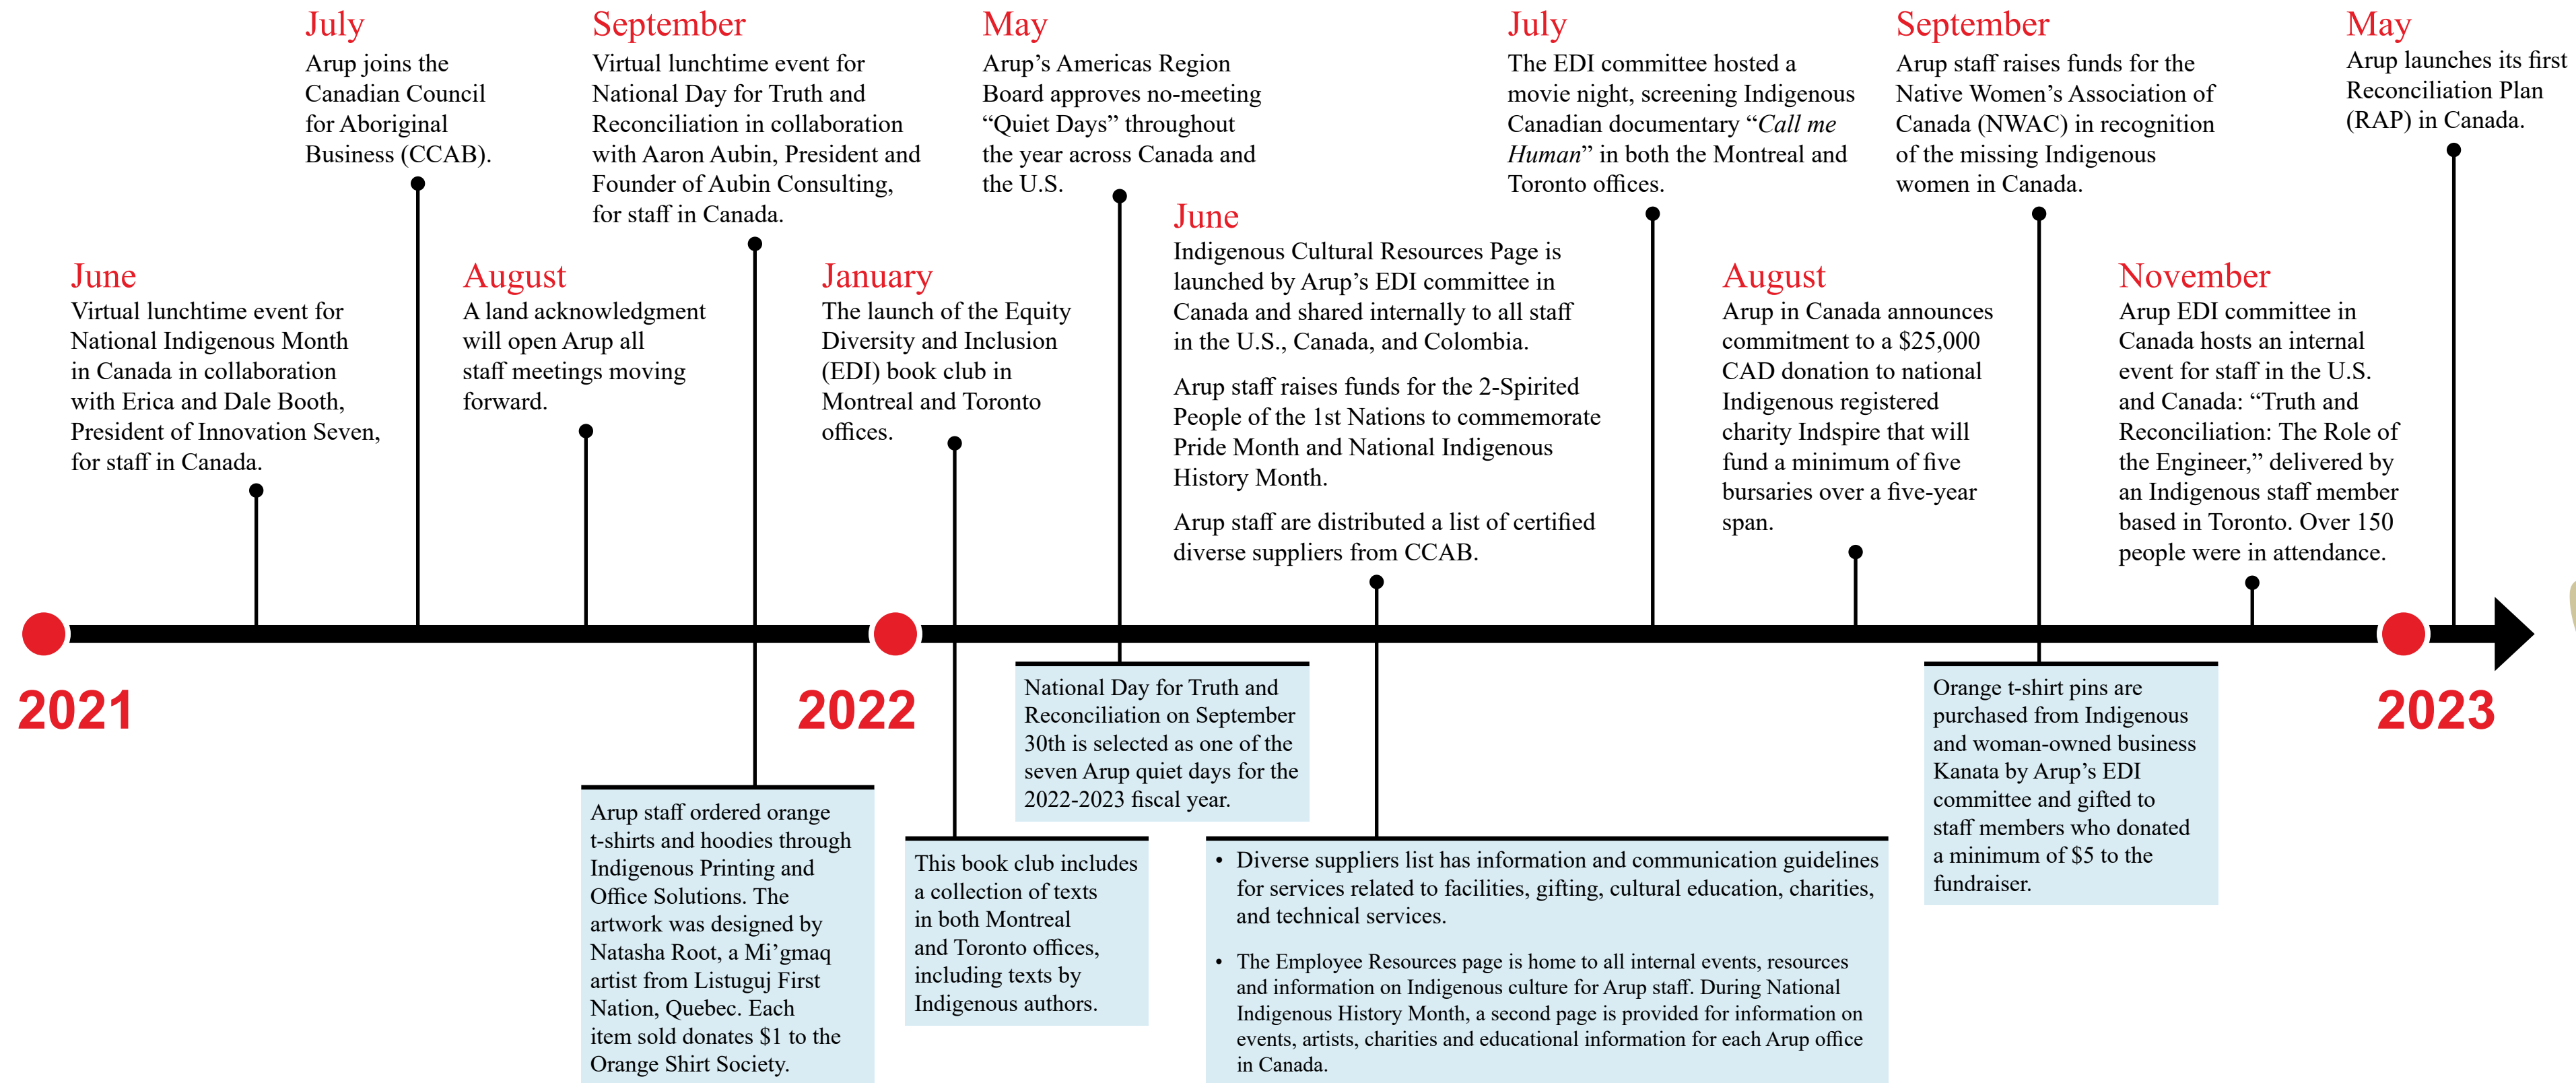 June
Virtual lunchtime event for
National Indigenous Month
in Canada in collaboration
with Erica and Dale Booth,
President of Innovation Seven,
for staff in Canada.
July
Arup joins the
Canadian Council
for Aboriginal
Business (CCAB).
August
A land acknowledgment
will open Arup all
staff meetings moving
forward.
September
Virtual lunchtime event for
National Day for Truth and
Reconciliation in collaboration
with Aaron Aubin, President and
Founder of Aubin Consulting,
for staff in Canada.
January
The launch of the Equity
Diversity and Inclusion
(EDI) book club in
Montreal and Toronto
offices.
May
Arup’s Americas Region
Board approves no-meeting
“Quiet Days” throughout
the year across Canada and
the U.S.
June
Indigenous Cultural Resources Page is
launched by Arup’s EDI committee in
Canada and shared internally to all staff
in the U.S., Canada, and Colombia.
Arup staff raises funds for the 2-Spirited
People of the 1st Nations to commemorate
Pride Month and National Indigenous
History Month.
Arup staff are distributed a list of certified
diverse suppliers from CCAB.
July
The EDI committee hosted a
movie night, screening Indigenous
Canadian documentary “Call me
Human” in both the Montreal and
Toronto offices.
August
Arup in Canada announces
commitment to a $25,000
CAD donation to national
Indigenous registered
charity Indspire that will
fund a minimum of five
bursaries over a five-year
span.
September
Arup staff raises funds for the
Native Women’s Association of
Canada (NWAC) in recognition
of the missing Indigenous
women in Canada.
November
Arup EDI committee in
Canada hosts an internal
event for staff in the U.S.
and Canada: “Truth and
Reconciliation: The Role of
the Engineer,” delivered by
an Indigenous staff member
based in Toronto. Over 150
people were in attendance.
May
Arup launches its first
Reconciliation Plan
(RAP) in Canada.
2021
2022
2023
Arup staff ordered orange
t-shirts and hoodies through
Indigenous Printing and
Office Solutions. The
artwork was designed by
Natasha Root, a Mi’gmaq
artist from Listuguj First
Nation, Quebec. Each
item sold donates $1 to the
Orange Shirt Society.
This book club includes
a collection of texts
in both Montreal
and Toronto offices,
including texts by
Indigenous authors.
National Day for Truth and
Reconciliation on September
30th is selected as one of the
seven Arup quiet days for the
2022-2023 fiscal year.
• Diverse suppliers list has information and communication guidelines
for services related to facilities, gifting, cultural education, charities,
and technical services.
• The Employee Resources page is home to all internal events, resources
and information on Indigenous culture for Arup staff. During National
Indigenous History Month, a second page is provided for information on
events, artists, charities and educational information for each Arup office
in Canada.
Orange t-shirt pins are
purchased from Indigenous
and woman-owned business
Kanata by Arup’s EDI
committee and gifted to
staff members who donated
a minimum of $5 to the
fundraiser.